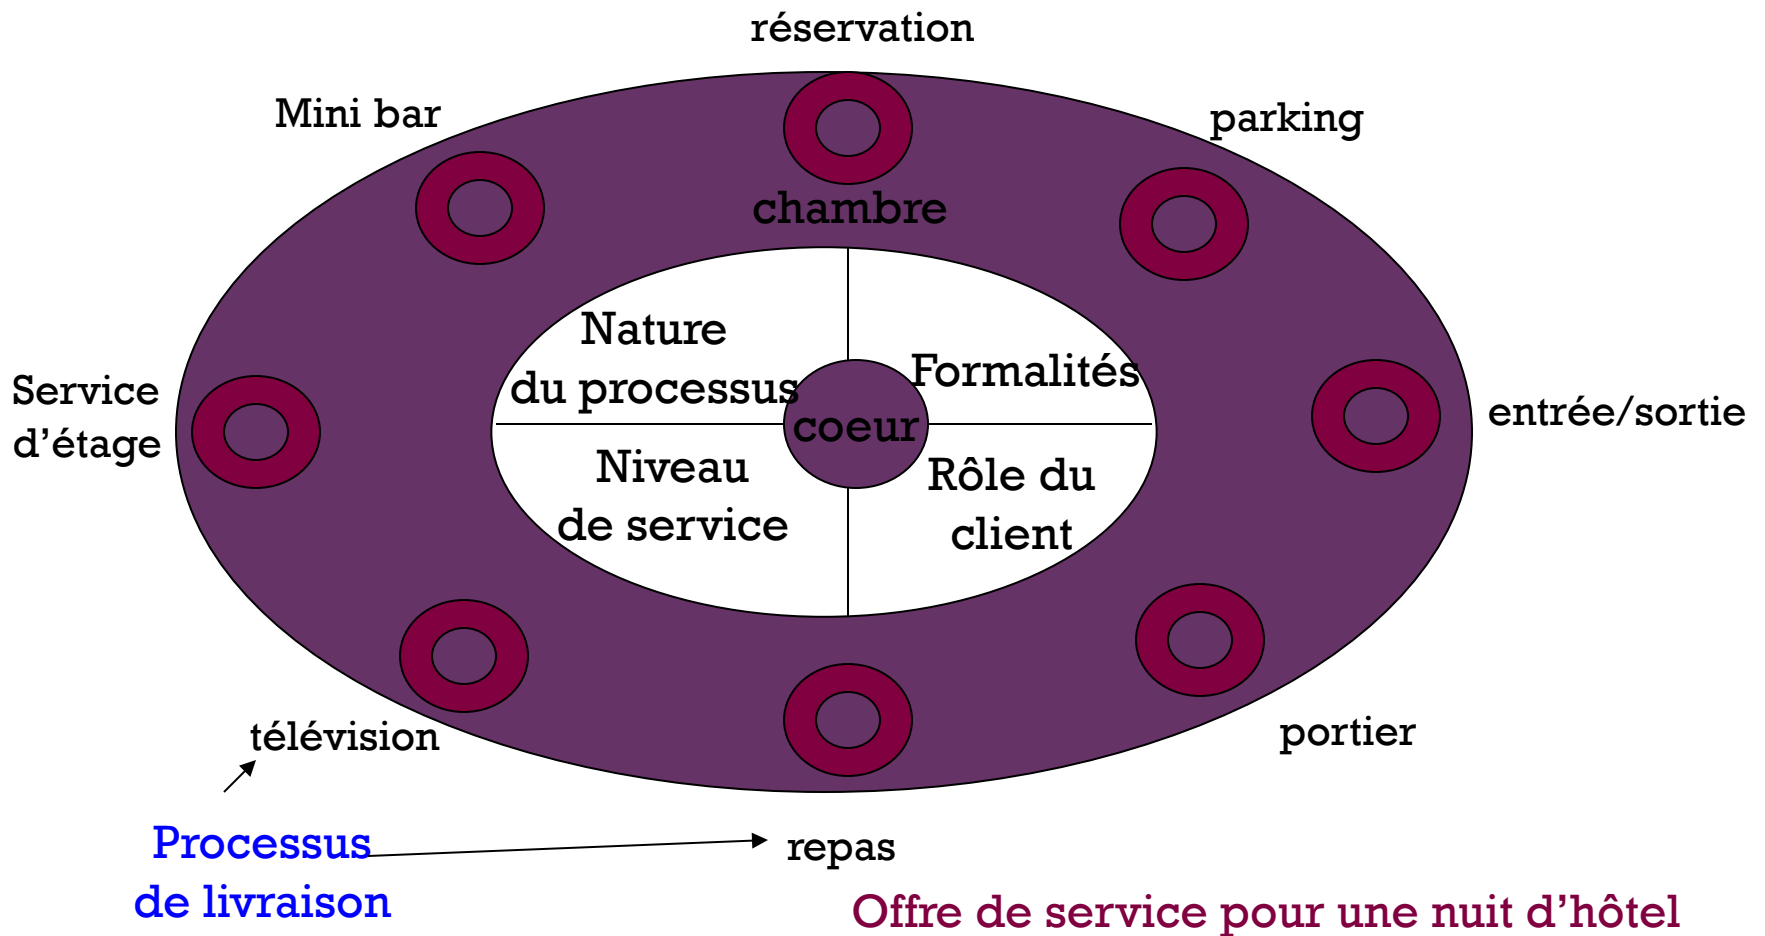 réservation
Mini bar
parking
chambre
Nature
du processus
Formalités
Service
d’étage
coeur
entrée/sortie
Niveau
de service
Rôle du
client
télévision
portier
Processus
de livraison
repas
Offre de service pour une nuit d’hôtel